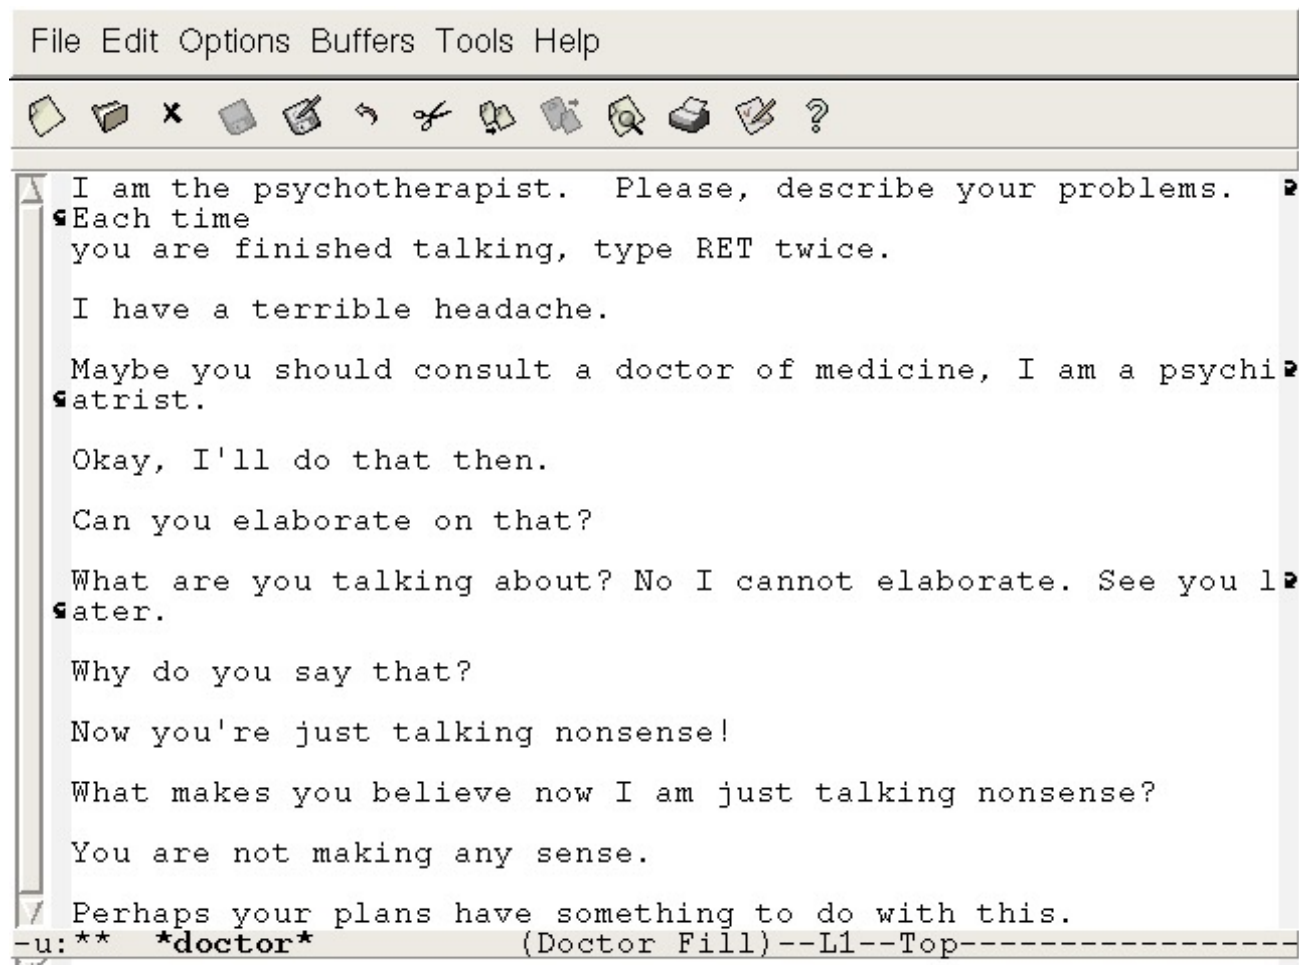 File Edit Options Buffers Tools Help
I am the psychotherapist.  Please, describe your problems.
Each time
you are finished talking, type RET twice.
I have a terrible headache.
Maybe you should consult a doctor of medicine, I am a psychi
atrist.
Okay, I'll do that then.
Can you elaborate on that?
What are you talking about? No I cannot elaborate. See you l
ater.
Why do you say that?
Now you're just talking nonsense!
What makes you believe now I am just talking nonsense?
You are not making any sense.
Perhaps your plans have something to do with this.
-u:**  *doctor*             (Doctor Fill)--L1--Top-----------------